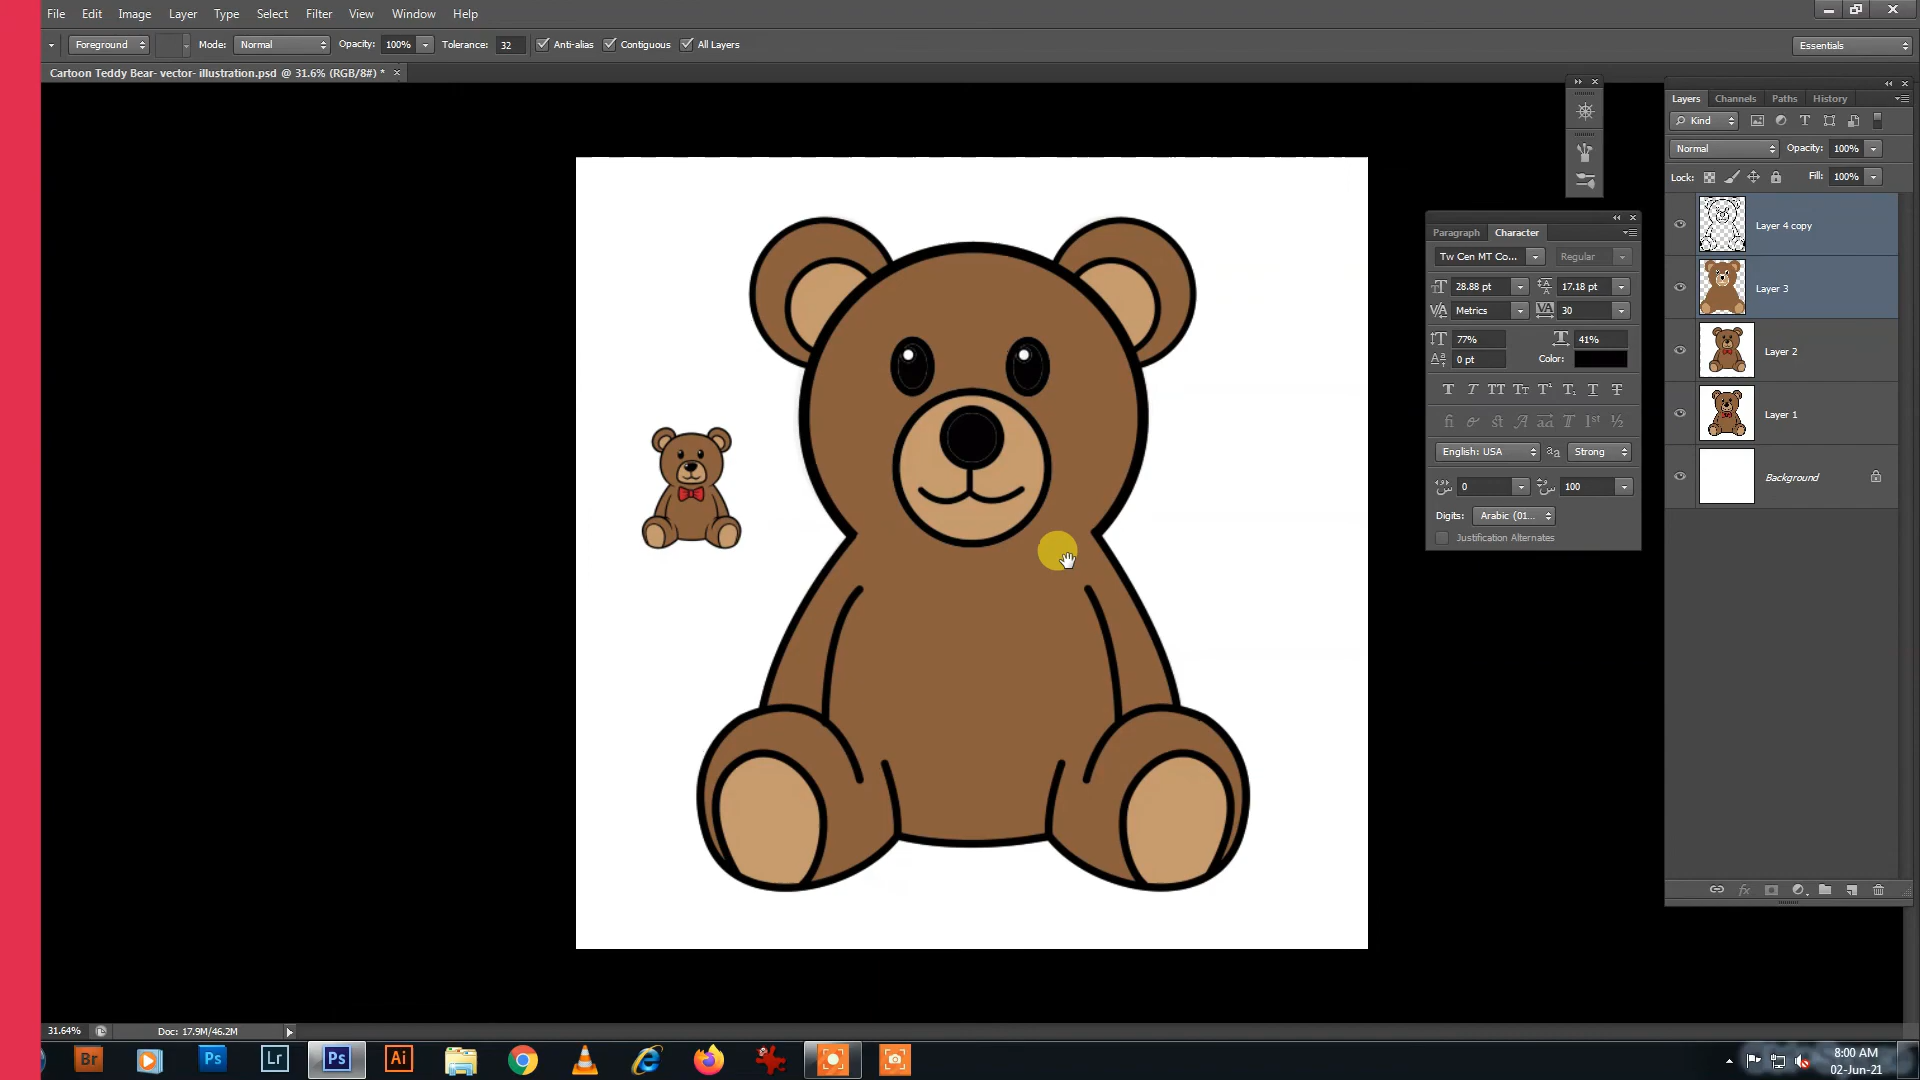 File Edit Image Layer Type Select Filter View Window Help
Foreground Mode: Normal Opacity: 100% Tolerance: 32 Anti-alias Contiguous All Layers Essentials
Cartoon Teddy Bear- vector- illustration.psd @ 31.6% (RGB/8#) * ×
Layers Channels Paths History
Kind
Normal Opacity: 100%
Lock: Fill: 100%
Layer 4 copy
Layer 3
Layer 2
Layer 1
Background
Paragraph Character
Tw Cen MT Co... Regular
28.88 pt 17.18 pt
Metrics 30
77% 41%
0 pt Color:
English: USA Strong
0 100
Digits: Arabic (01...
Justification Alternates
31.64% Doc: 17.9M/46.2M
Br Ps Lr Ps Ai
8:00 AM
02-Jun-21